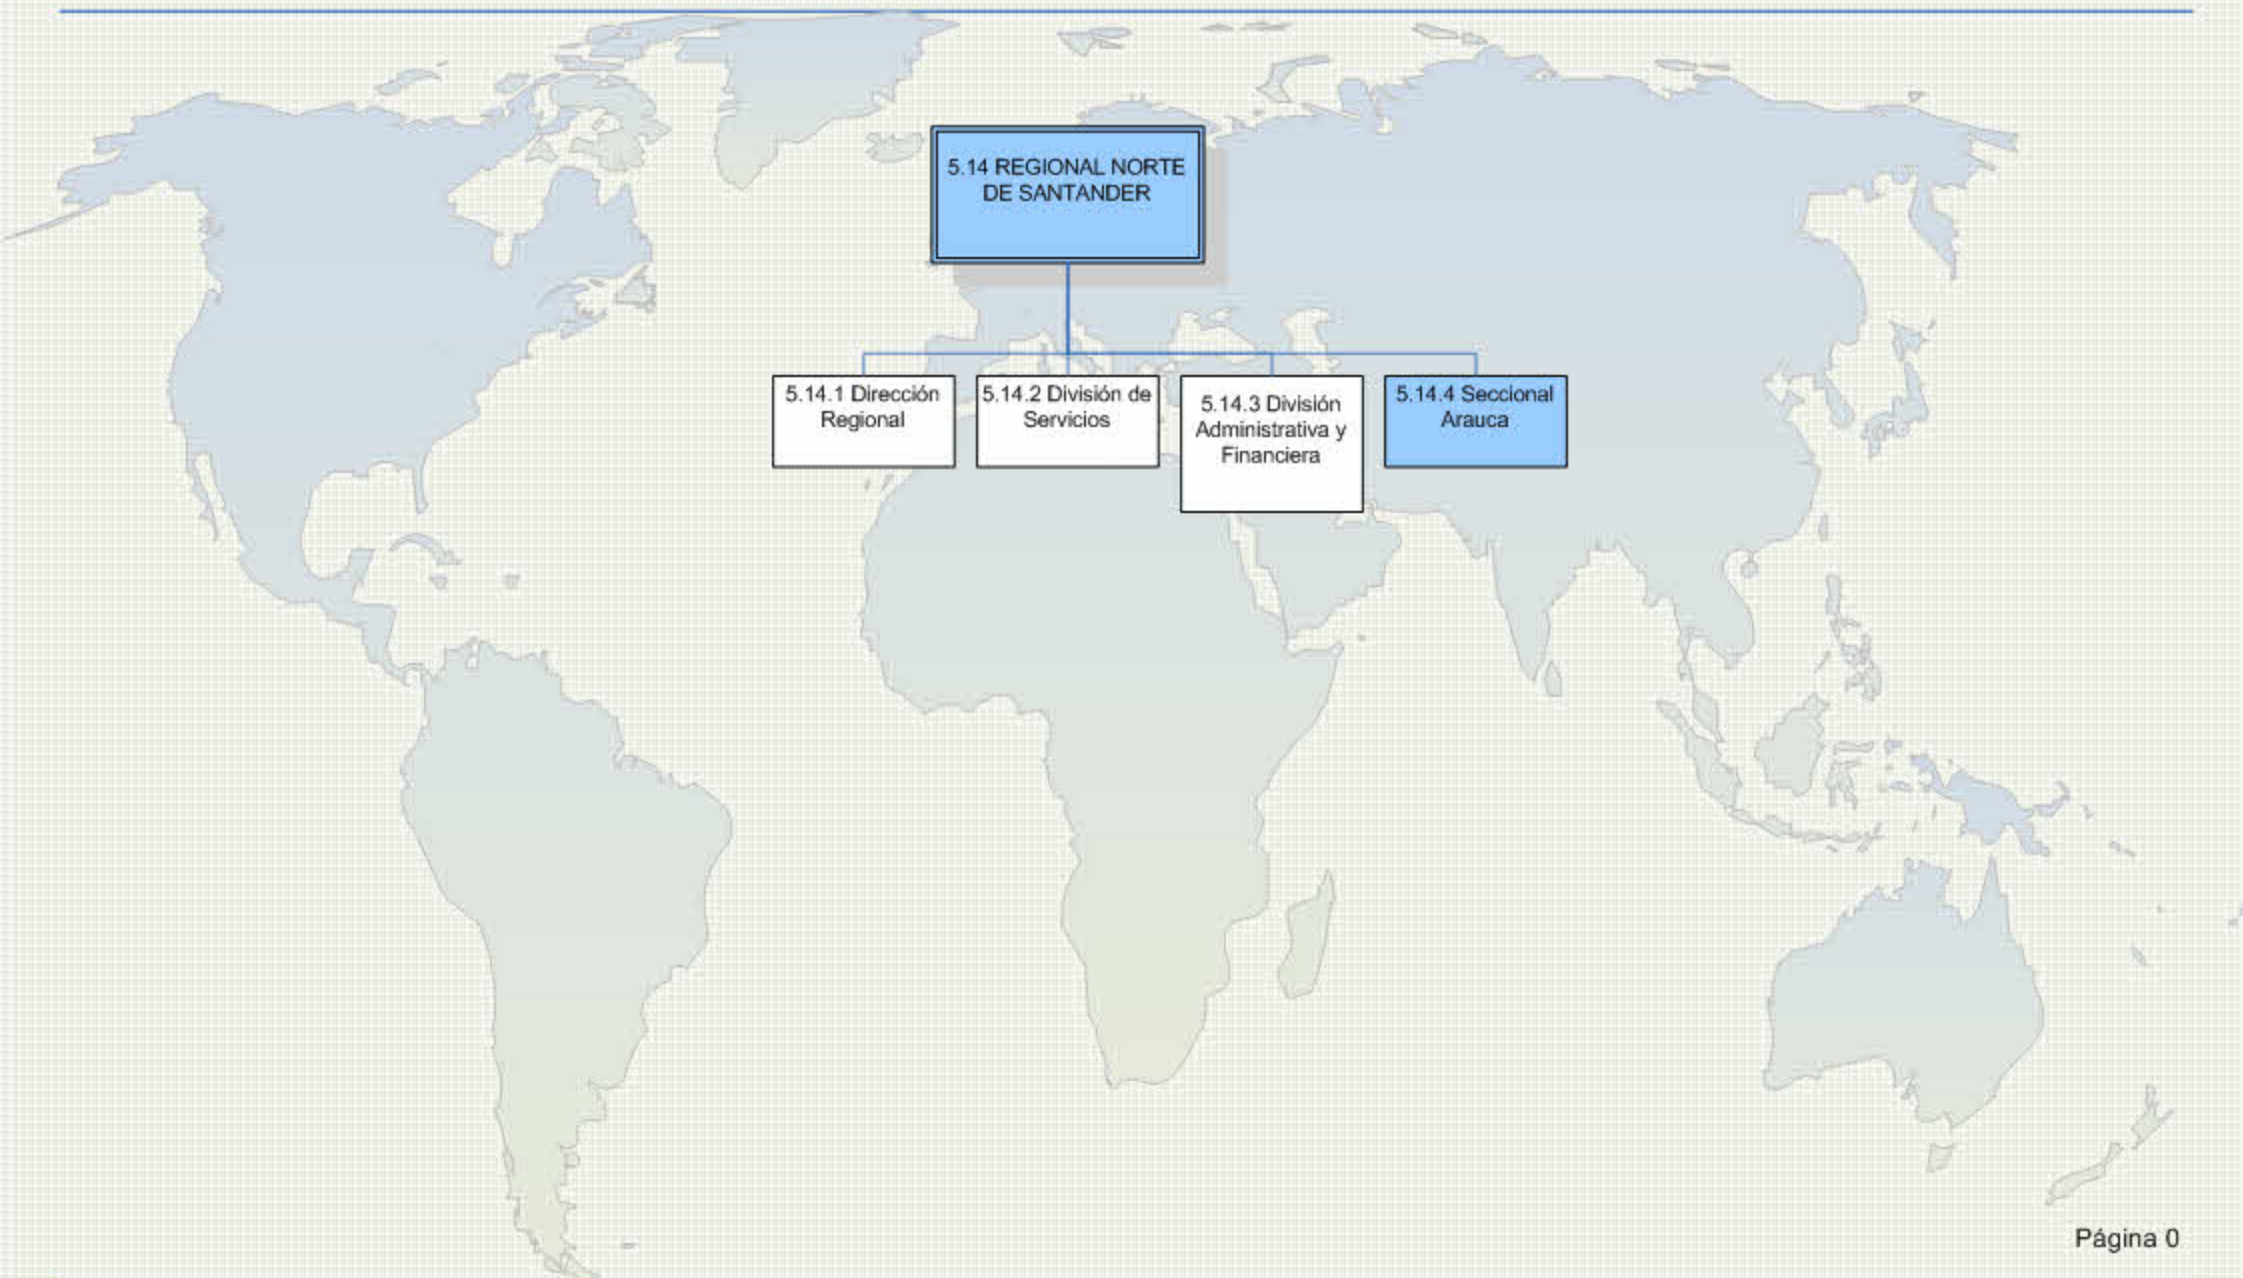 5.14 REGIONAL NORTE
DE SANTANDER
5.14.1 Dirección
Regional
5.14.2 División de
Servicios
5.14.3 División
Administrativa y
Financiera
5.14.4 Seccional
Arauca
Página 0